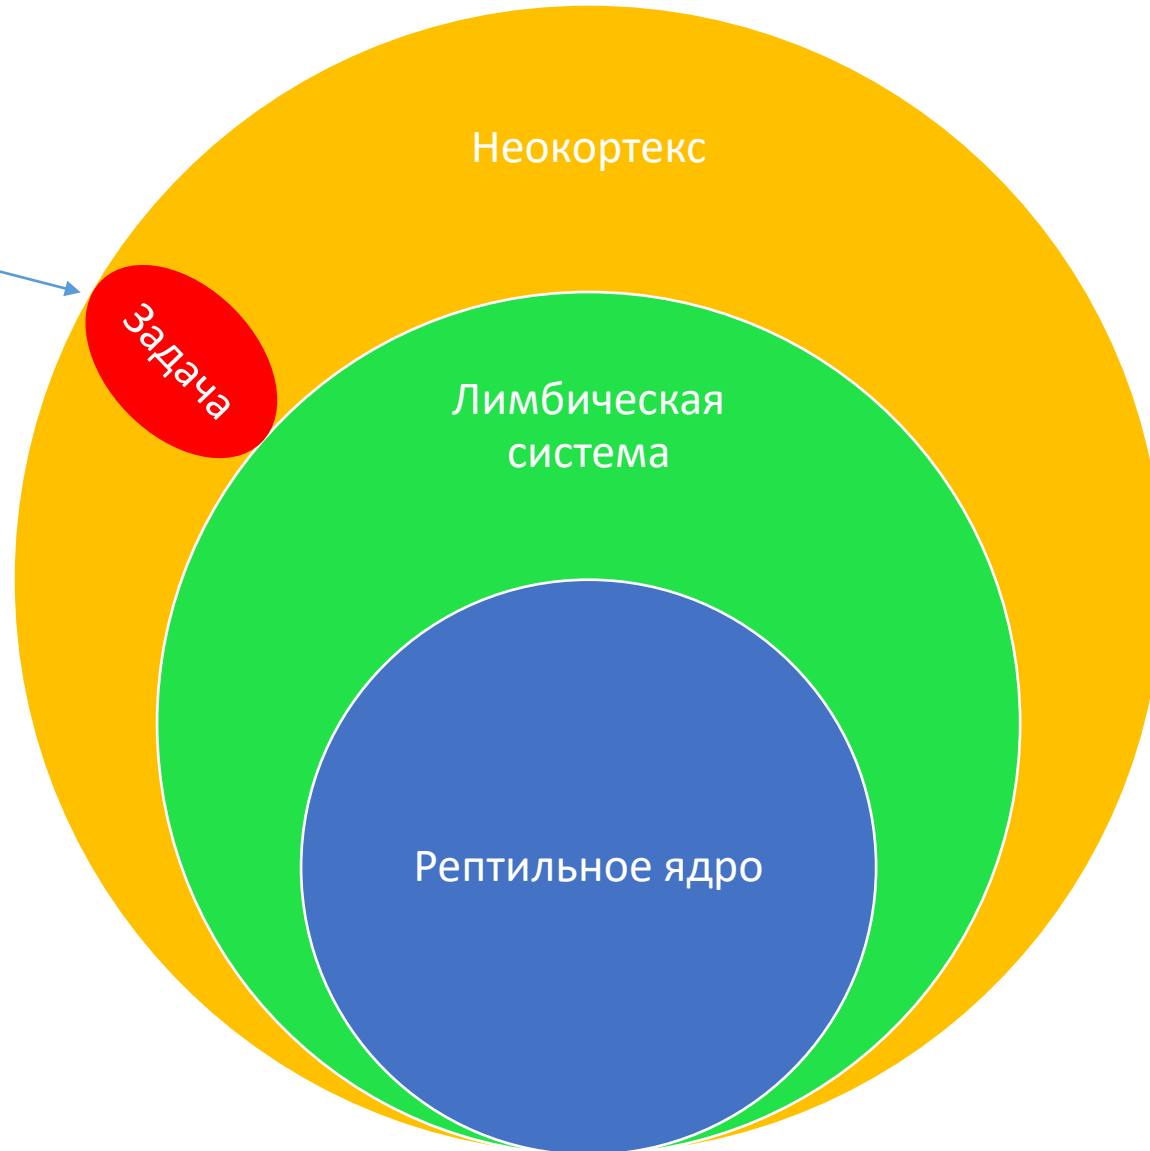 Неокортекс
Задача
Лимбическая
система
Рептильное ядро